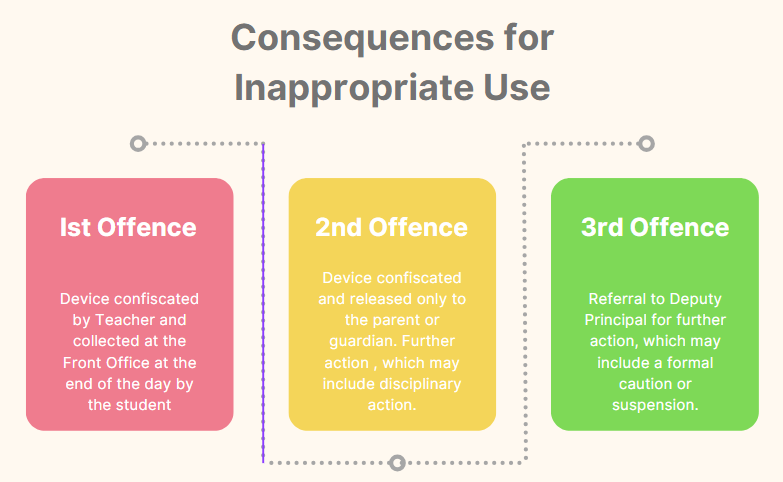 Consequences for
Inappropriate Use
Ist Offence
Device confiscated
by Teacher and
collected at the
Front Office at the
end of the day by
the student
2nd Offence
Device confiscated
and released only to
the parent or
guardian. Further
action , which may
include disciplinary
action.
3rd Offence
Referral to Deputy
Principal for further
action, which may
include a formal
caution or
suspension.